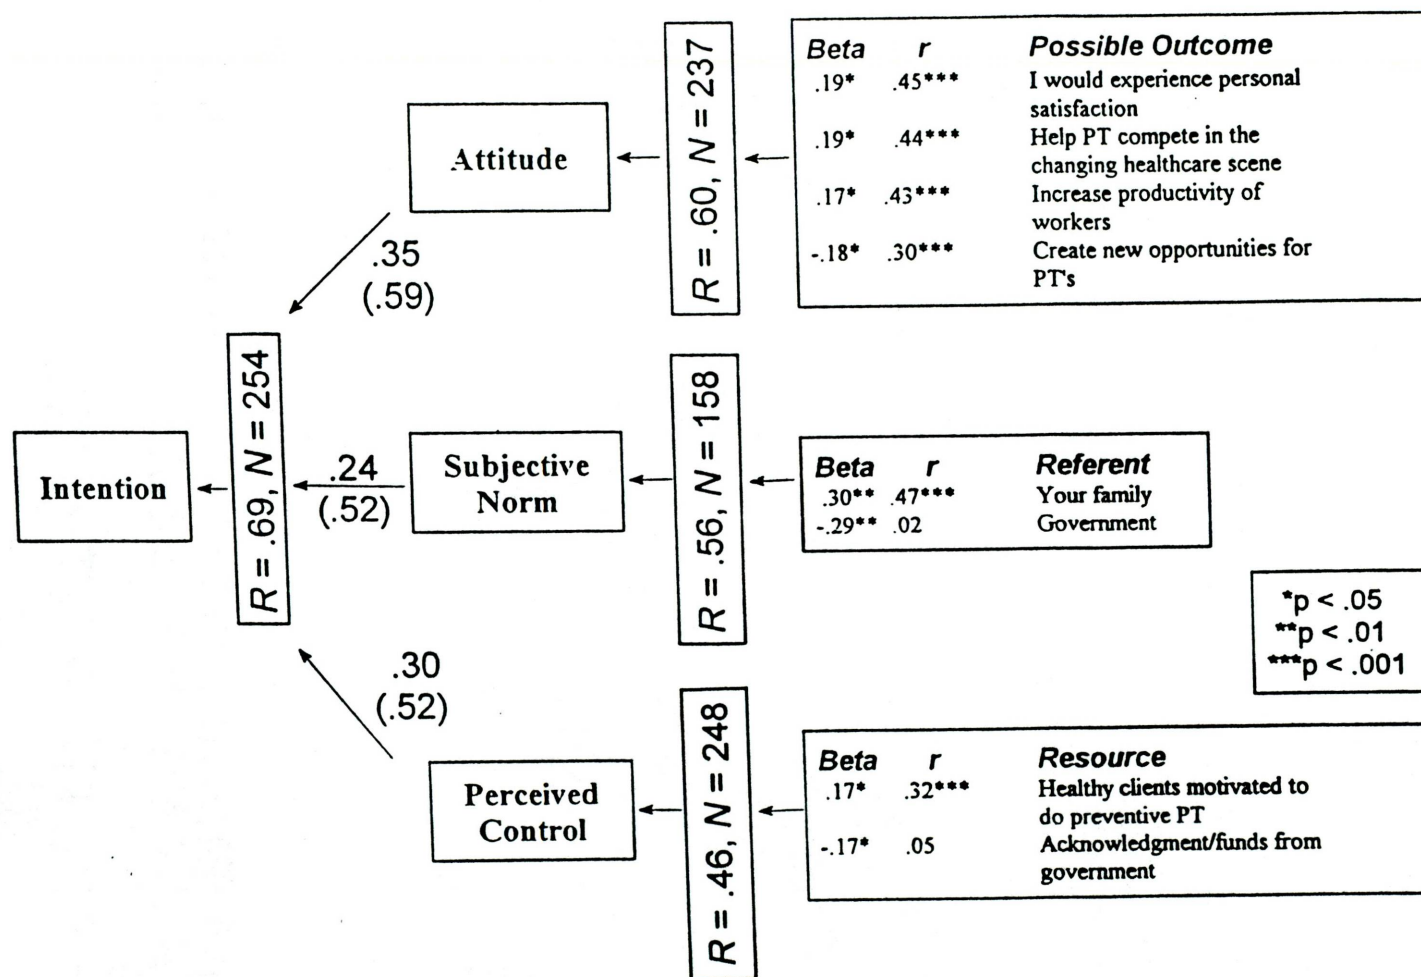 Beta r Possible Outcome
.19* .45*** I would experience personal
satisfaction
.19* .44*** Help PT compete in the
changing healthcare scene
.17* .43*** Increase productivity of
workers
-.18* .30*** Create new opportunities for
PT's
R = .60, N = 237
Attitude
.35
(.59)
R = .69, N = 254
Intention
.24
(.52)
Subjective
Norm
R = .56, N = 158
Beta r Referent
.30** .47*** Your family
-.29** .02 Government
*p < .05
**p < .01
***p < .001
.30
(.52)
Perceived
Control
R = .46, N = 248
Beta r Resource
.17* .32*** Healthy clients motivated to
do preventive PT
-.17* .05 Acknowledgment/funds from
government